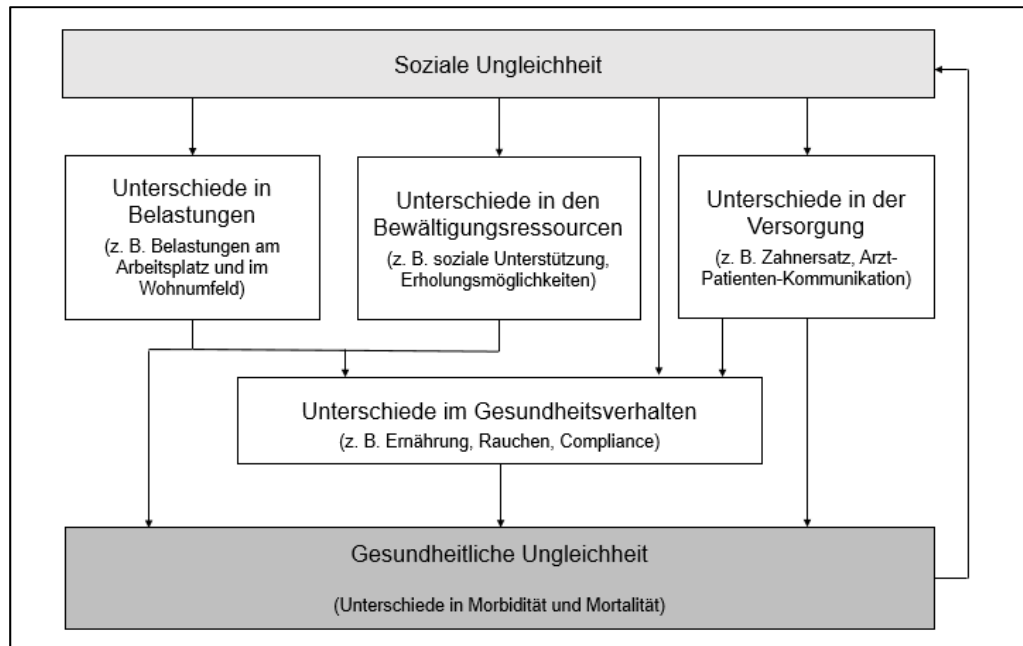 Soziale Ungleichheit
Unterschiede in
Belastungen
(z. B. Belastungen am
Arbeitsplatz und im
Wohnumfeld)
Unterschiede in den
Bewältigungsressourcen
(z. B. soziale Unterstützung,
Erholungsmöglichkeiten)
Unterschiede in der
Versorgung
(z. B. Zahnersatz, Arzt-
Patienten-Kommunikation)
Unterschiede im Gesundheitsverhalten
(z. B. Ernährung, Rauchen, Compliance)
Gesundheitliche Ungleichheit
(Unterschiede in Morbidität und Mortalität)